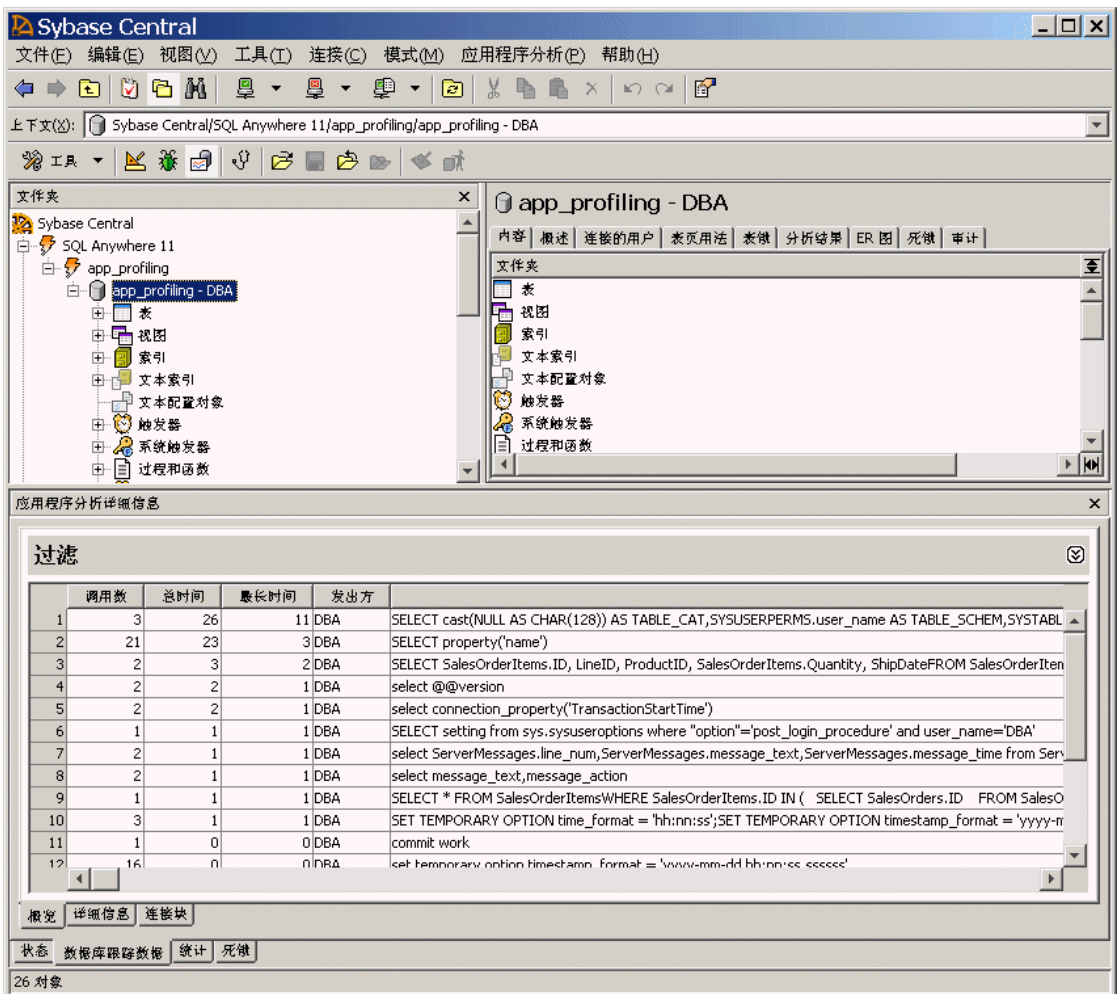 Sybase Central
文件(F) 编辑(E) 视图(V) 工具(T) 连接(C) 模式(M) 应用程序分析(P) 帮助(H)
上下文(X): Sybase Central/SQL Anywhere 11/app_profiling/app_profiling - DBA
工具
文件夹
Sybase Central
SQL Anywhere 11
app_profiling
app_profiling - DBA
表
视图
索引
文本索引
文本配置对象
触发器
系统触发器
过程和函数
app_profiling - DBA
内容 概述 连接的用户 表页用法 表锁 分析结果 ER 图 死锁 审计
文件夹
表
视图
索引
文本索引
文本配置对象
触发器
系统触发器
过程和函数
应用程序分析详细信息
过滤
调用数 总时间 最长时间 发出方
1 3 26 11 DBA SELECT cast(NULL AS CHAR(128)) AS TABLE_CAT,SYSUSERPERMS.user_name AS TABLE_SCHEM,SYSTABL
2 21 23 3 DBA SELECT property('name')
3 2 3 2 DBA SELECT SalesOrderItems.ID, LineID, ProductID, SalesOrderItems.Quantity, ShipDateFROM SalesOrderIten
4 2 2 1 DBA select @@version
5 2 2 1 DBA select connection_property('TransactionStartTime')
6 1 1 1 DBA SELECT setting from sys.sysuseroptions where "option"='post_login_procedure' and user_name='DBA'
7 2 1 1 DBA select ServerMessages.line_num,ServerMessages.message_text,ServerMessages.message_time from Serv
8 2 1 1 DBA select message_text,message_action
9 1 1 1 DBA SELECT * FROM SalesOrderItemsWHERE SalesOrderItems.ID IN ( SELECT SalesOrders.ID FROM SalesO
10 3 1 1 DBA SET TEMPORARY OPTION time_format = 'hh:nn:ss';SET TEMPORARY OPTION timestamp_format = 'yyyy-m
11 1 0 0 DBA commit work
12 16 0 0 DBA set temporary option timestamp_format = 'yyyy-mm-dd hh:nn:ss.ssssss'
概览 详细信息 连接块
状态 数据库跟踪数据 统计 死锁
26 对象